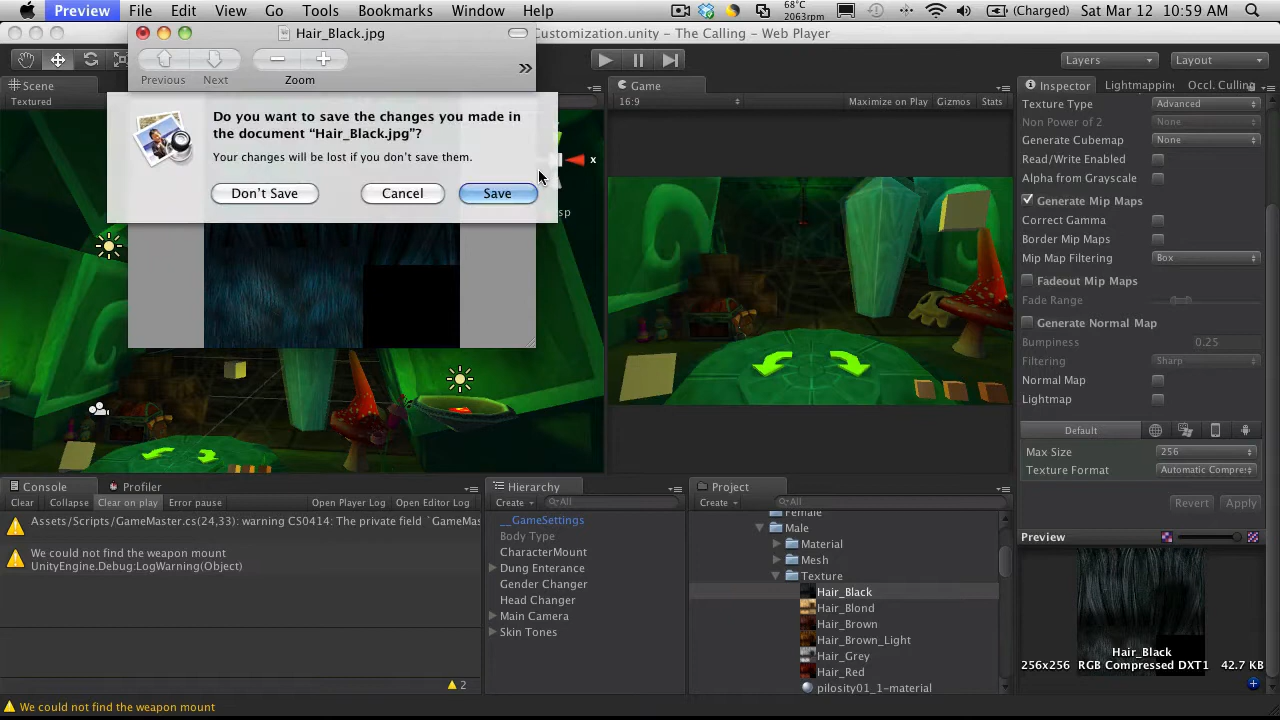 Preview File Edit View Go Tools Bookmarks Window Help
68°C
2063rpm
(Charged) Sat Mar 12 10:59 AM
Hair_Black.jpg
Customization.unity – The Calling – Web Player
Previous Next Zoom
»
Layers Layout
Scene
Textured
Do you want to save the changes you made in
the document “Hair_Black.jpg”?
Your changes will be lost if you don’t save them.
Don’t Save Cancel Save
x
sp
Game
16:9 Maximize on Play Gizmos Stats
Inspector Lightmapping Occl. Culling
Texture Type Advanced
Non Power of 2 None
Generate Cubemap None
Read/Write Enabled
Alpha from Grayscale
Generate Mip Maps
Correct Gamma
Border Mip Maps
Mip Map Filtering Box
Fadeout Mip Maps
Fade Range
Generate Normal Map
Bumpiness 0.25
Filtering Sharp
Normal Map
Lightmap
Default
Max Size 256
Texture Format Automatic Compre
Revert Apply
Preview
Hair_Black
256x256 RGB Compressed DXT1 42.7 KB
Console Profiler
Clear Collapse Clear on play Error pause Open Player Log Open Editor Log
Assets/Scripts/GameMaster.cs(24,33): warning CS0414: The private field `GameMas
We could not find the weapon mount
UnityEngine.Debug:LogWarning(Object)
2
We could not find the weapon mount
Hierarchy
Create All
__GameSettings
Body Type
CharacterMount
Dung Enterance
Gender Changer
Head Changer
Main Camera
Skin Tones
Project
Create All
Female
Male
Material
Mesh
Texture
Hair_Black
Hair_Blond
Hair_Brown
Hair_Brown_Light
Hair_Grey
Hair_Red
pilosity01_1-material